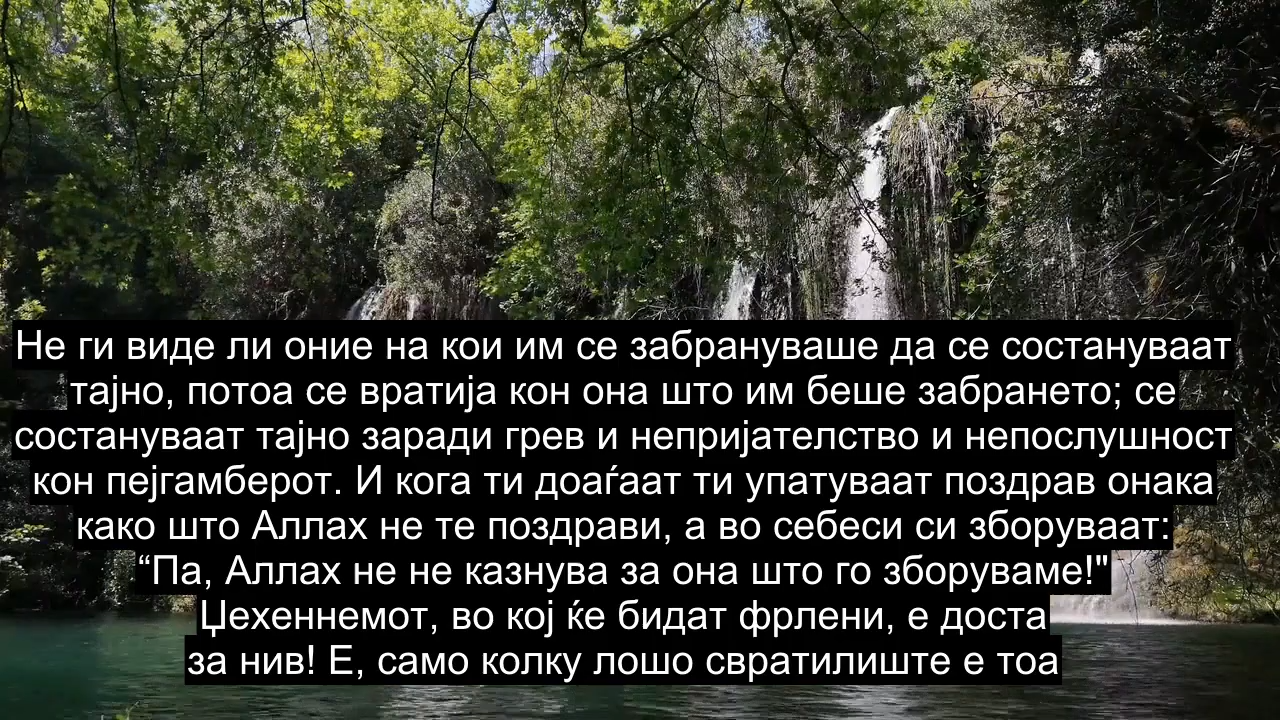 Не ги виде ли оние на кои им се забрануваше да се состануваат
тајно, потоа се вратија кон она што им беше забрането; се
состануваат тајно заради грев и непријателство и непослушност
кон пејгамберот. И кога ти доаѓаат ти упатуваат поздрав онака
како што Аллах не те поздрави, а во себеси си зборуваат:
“Па, Аллах не не казнува за она што го зборуваме!"
Џехеннемот, во кој ќе бидат фрлени, е доста
за нив! Е, само колку лошо свратилиште е тоа